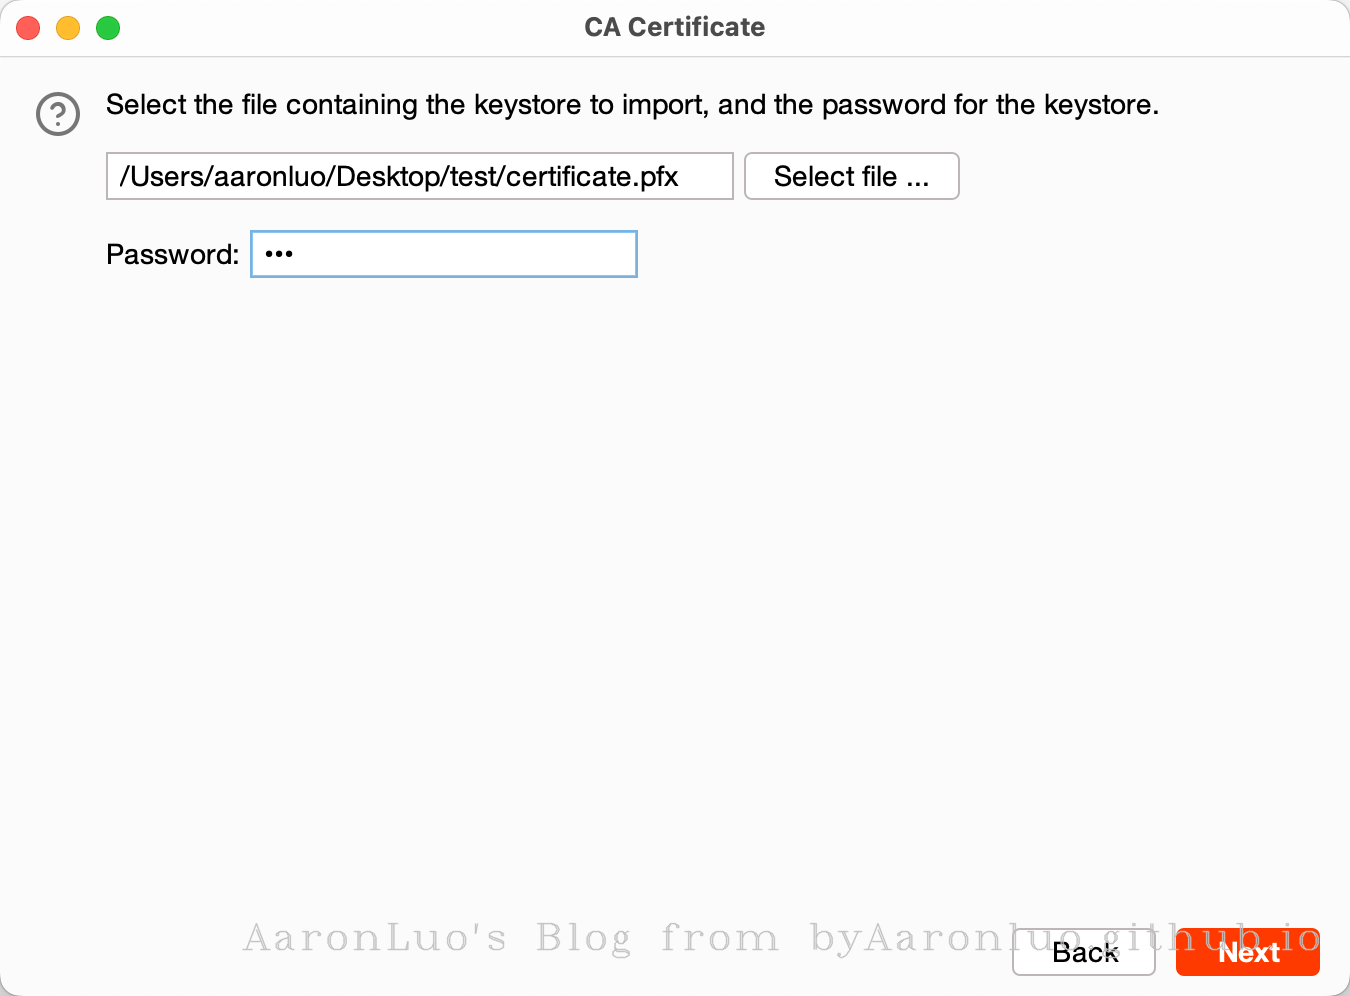 CA Certificate
Select the file containing the keystore to import, and the password for the keystore.
/Users/aaronluo/Desktop/test/certificate.pfx
Select file ...
Password: •••
AaronLuo's Blog from byAaronluo.github.io
Back
Next